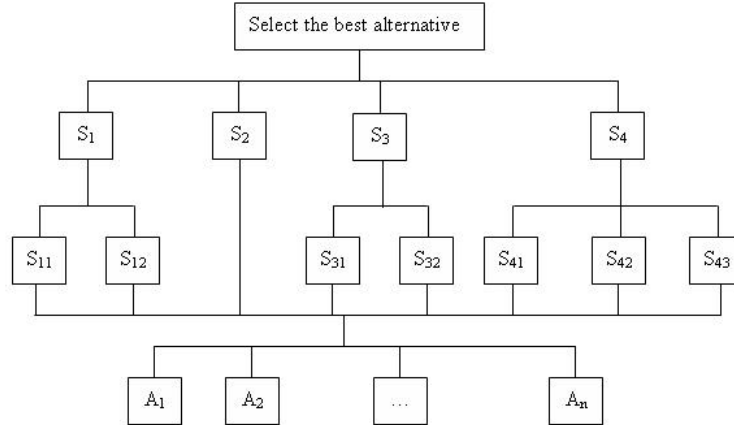 Select the best alternative
S₁ S₂ S₃ S₄
S₁₁ S₁₂ S₃₁ S₃₂ S₄₁ S₄₂ S₄₃
A₁ A₂ ... Aₙ